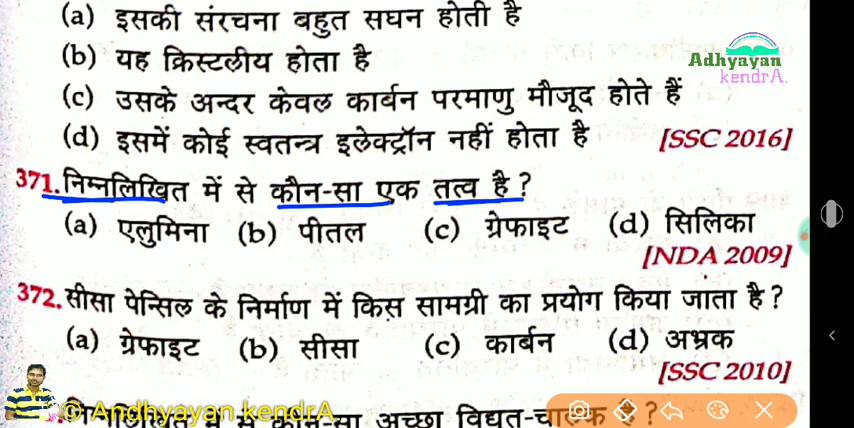 (a) इसकी संरचना बहुत सघन होती है
(b) यह क्रिस्टलीय होता है
Adhyayan
kendrA.
(c) उसके अन्दर केवल कार्बन परमाणु मौजूद होते हैं
(d) इसमें कोई स्वतन्त्र इलेक्ट्रॉन नहीं होता है [SSC 2016]
371. निम्नलिखित में से कौन-सा एक तत्व है ?
(a) एलुमिना (b) पीतल (c) ग्रेफाइट (d) सिलिका
[NDA 2009]
372. सीसा पेन्सिल के निर्माण में किस सामग्री का प्रयोग किया जाता है ?
(a) ग्रेफाइट (b) सीसा (c) कार्बन (d) अभ्रक
[SSC 2010]
© Andhyayan kendrA
में से कौन-सा अच्छा विद्युत-चालक है ?